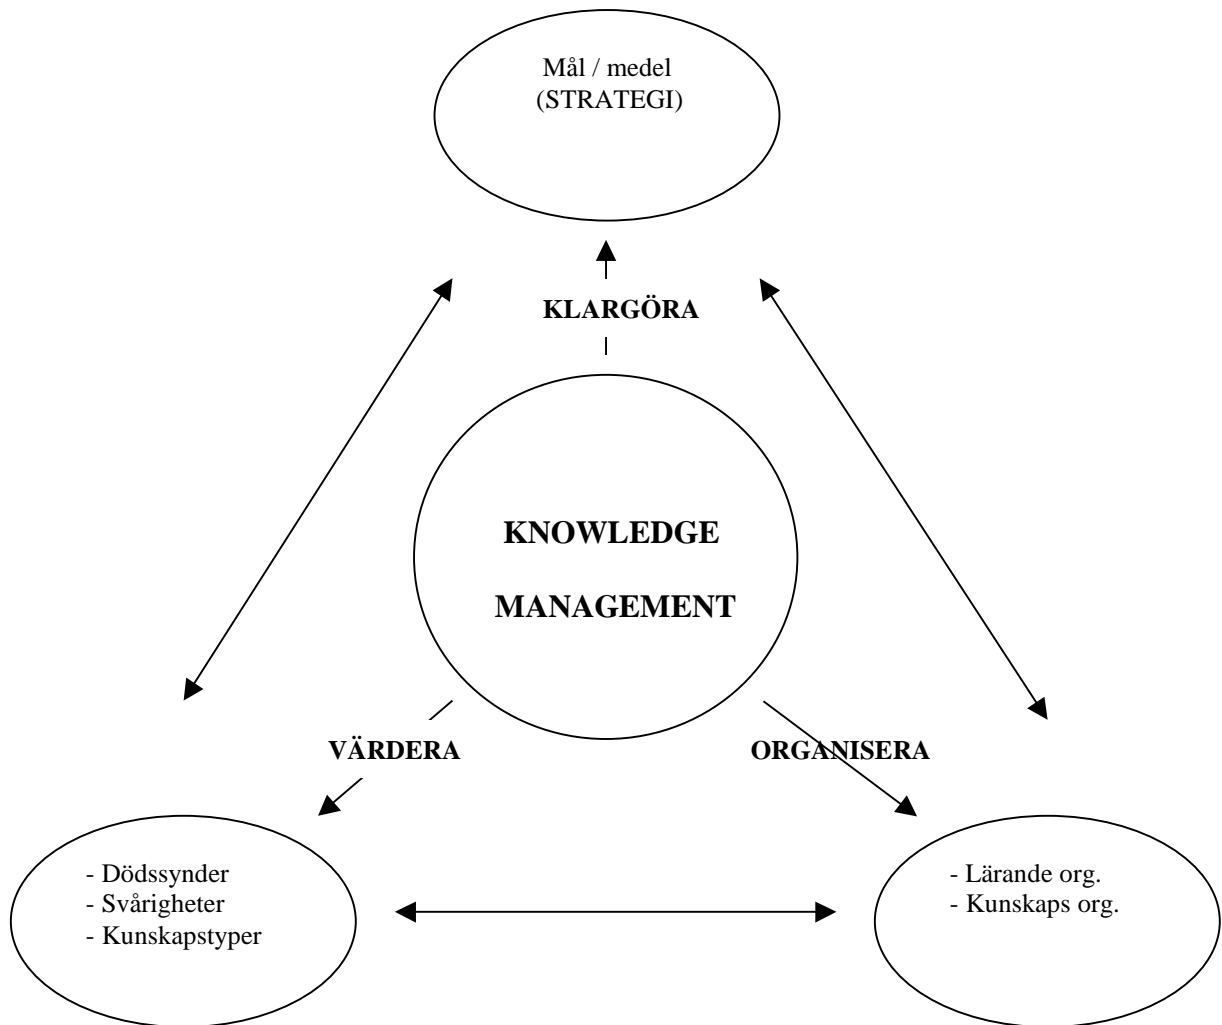 Mål / medel
(STRATEGI)
KLARGÖRA
KNOWLEDGE
MANAGEMENT
VÄRDERA
ORGANISERA
- Dödssynder
- Svårigheter
- Kunskapstyper
- Lärande org.
- Kunskaps org.